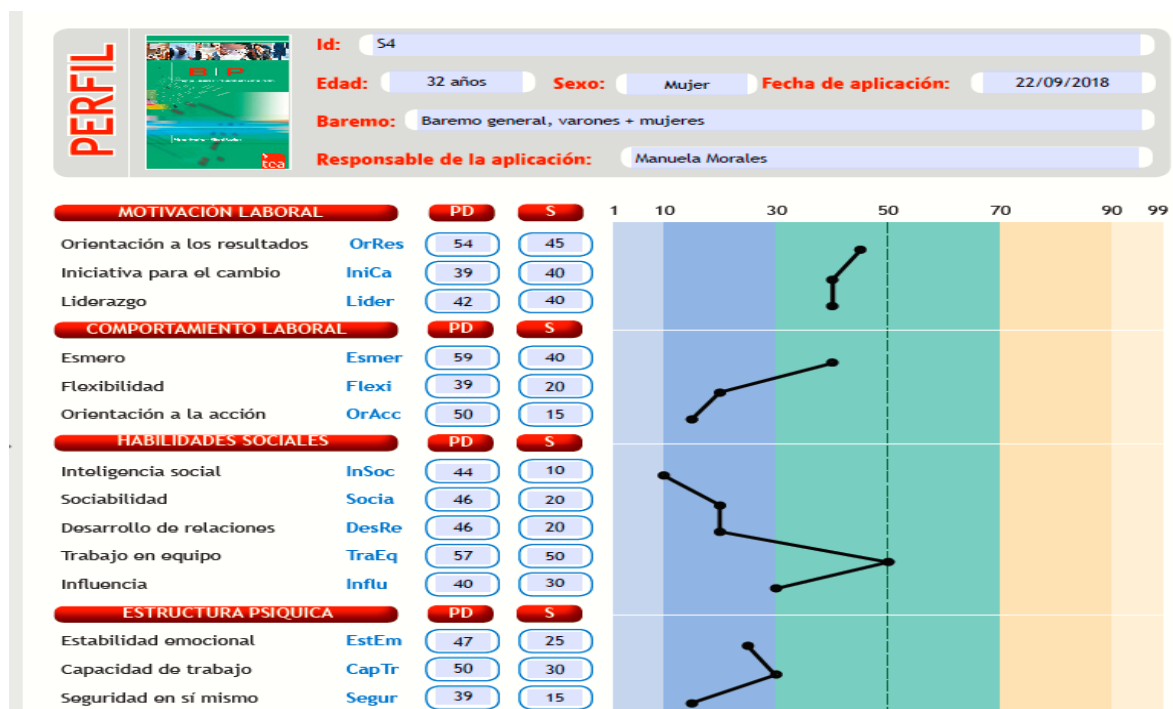 PERFIL
BIP
tea
Id: S4
Edad: 32 años Sexo: Mujer Fecha de aplicación: 22/09/2018
Baremo: Baremo general, varones + mujeres
Responsable de la aplicación: Manuela Morales
MOTIVACIÓN LABORAL PD S 1 10 30 50 70 90 99
Orientación a los resultados OrRes 54 45
Iniciativa para el cambio IniCa 39 40
Liderazgo Lider 42 40
COMPORTAMIENTO LABORAL PD S
Esmero Esmer 59 40
Flexibilidad Flexi 39 20
Orientación a la acción OrAcc 50 15
HABILIDADES SOCIALES PD S
Inteligencia social InSoc 44 10
Sociabilidad Socia 46 20
Desarrollo de relaciones DesRe 46 20
Trabajo en equipo TraEq 57 50
Influencia Influ 40 30
ESTRUCTURA PSIQUICA PD S
Estabilidad emocional EstEm 47 25
Capacidad de trabajo CapTr 50 30
Seguridad en sí mismo Segur 39 15